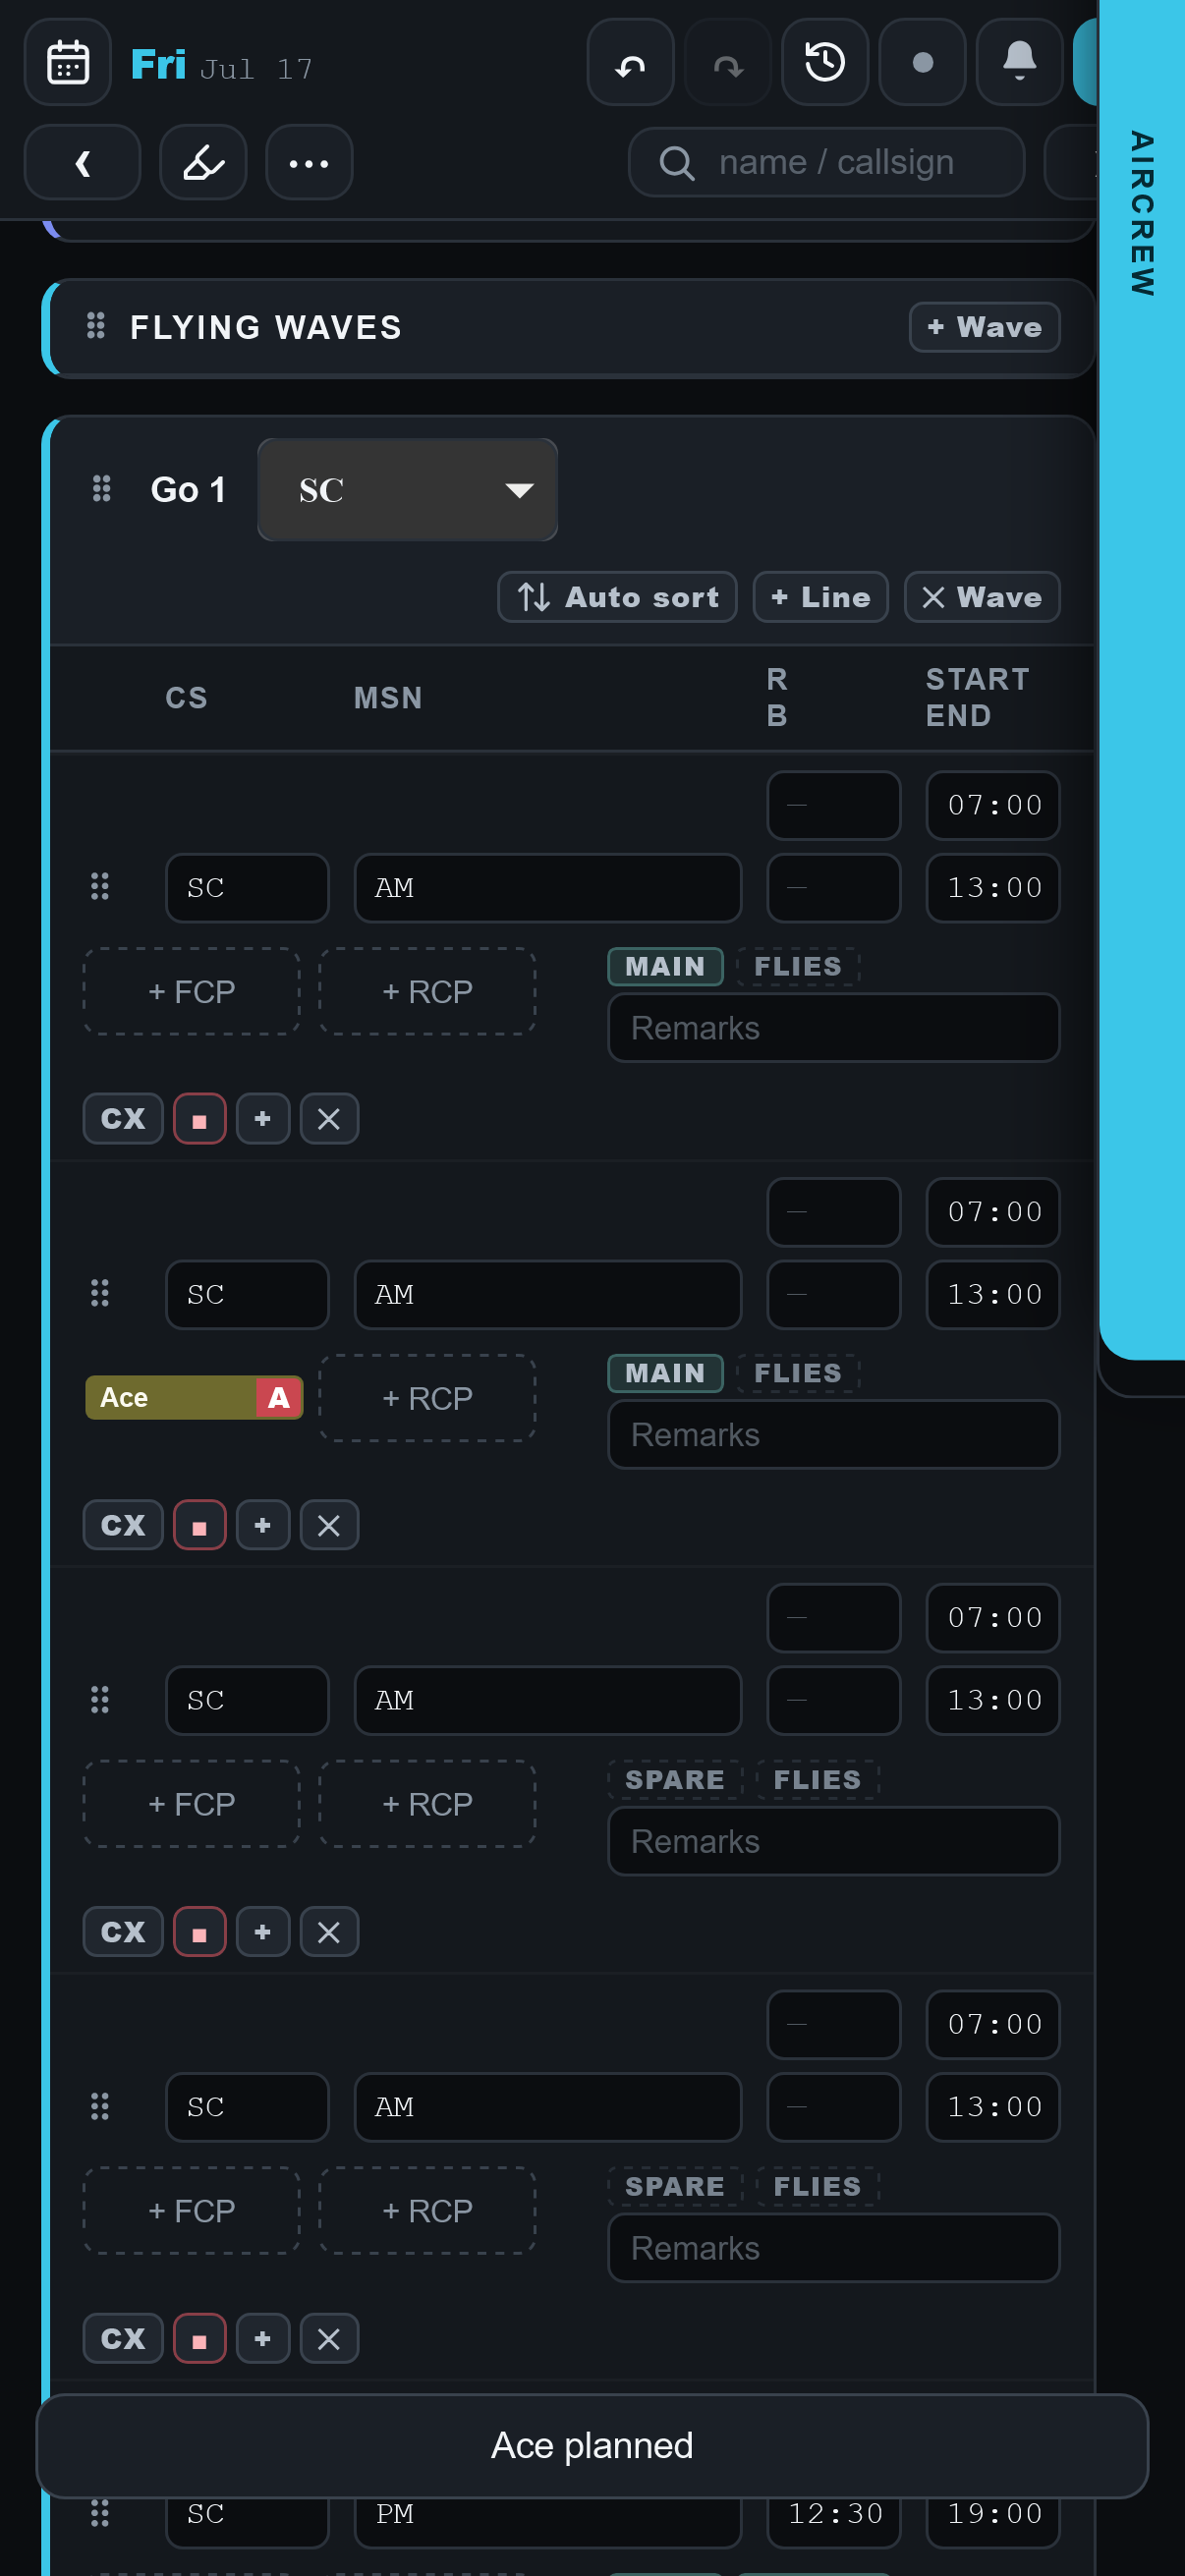 Fri Jul 17
name / callsign
AIRCREW
FLYING WAVES
+ Wave
Go 1
SC
Auto sort
+ Line
× Wave
CS
MSN
R
B
START
END
—
07:00
SC
AM
—
13:00
+ FCP
+ RCP
MAIN
FLIES
Remarks
CX
+
×
—
07:00
SC
AM
—
13:00
Ace A
+ RCP
MAIN
FLIES
Remarks
CX
+
×
—
07:00
SC
AM
—
13:00
+ FCP
+ RCP
SPARE
FLIES
Remarks
CX
+
×
—
07:00
SC
AM
—
13:00
+ FCP
+ RCP
SPARE
FLIES
Remarks
CX
+
×
Ace planned
SC
PM
12:30
19:00